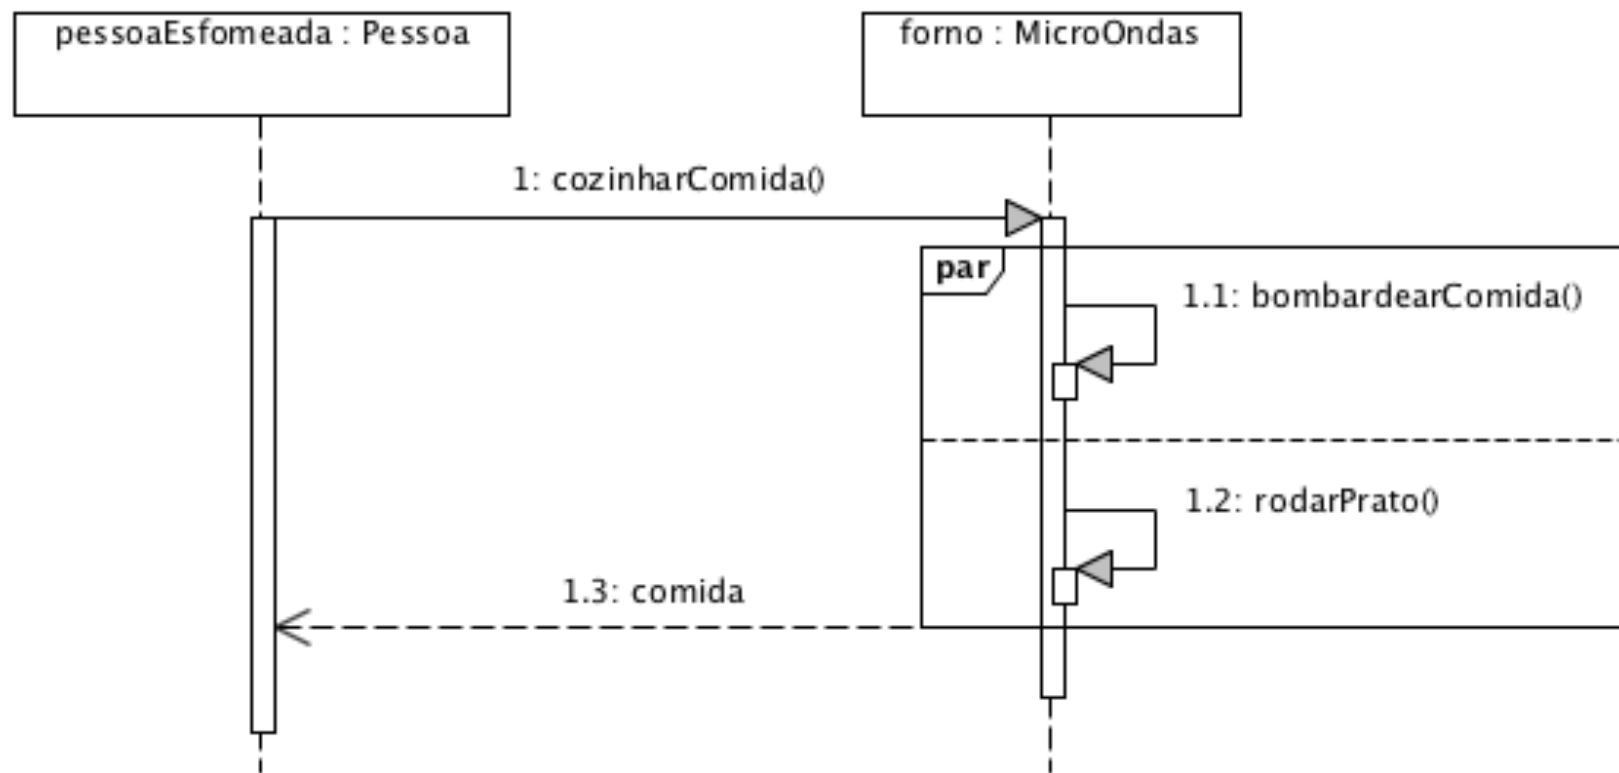 pessoaEsfomeada : Pessoa
forno : MicroOndas
1: cozinharComida()
par
1.1: bombardearComida()
1.2: rodarPrato()
1.3: comida